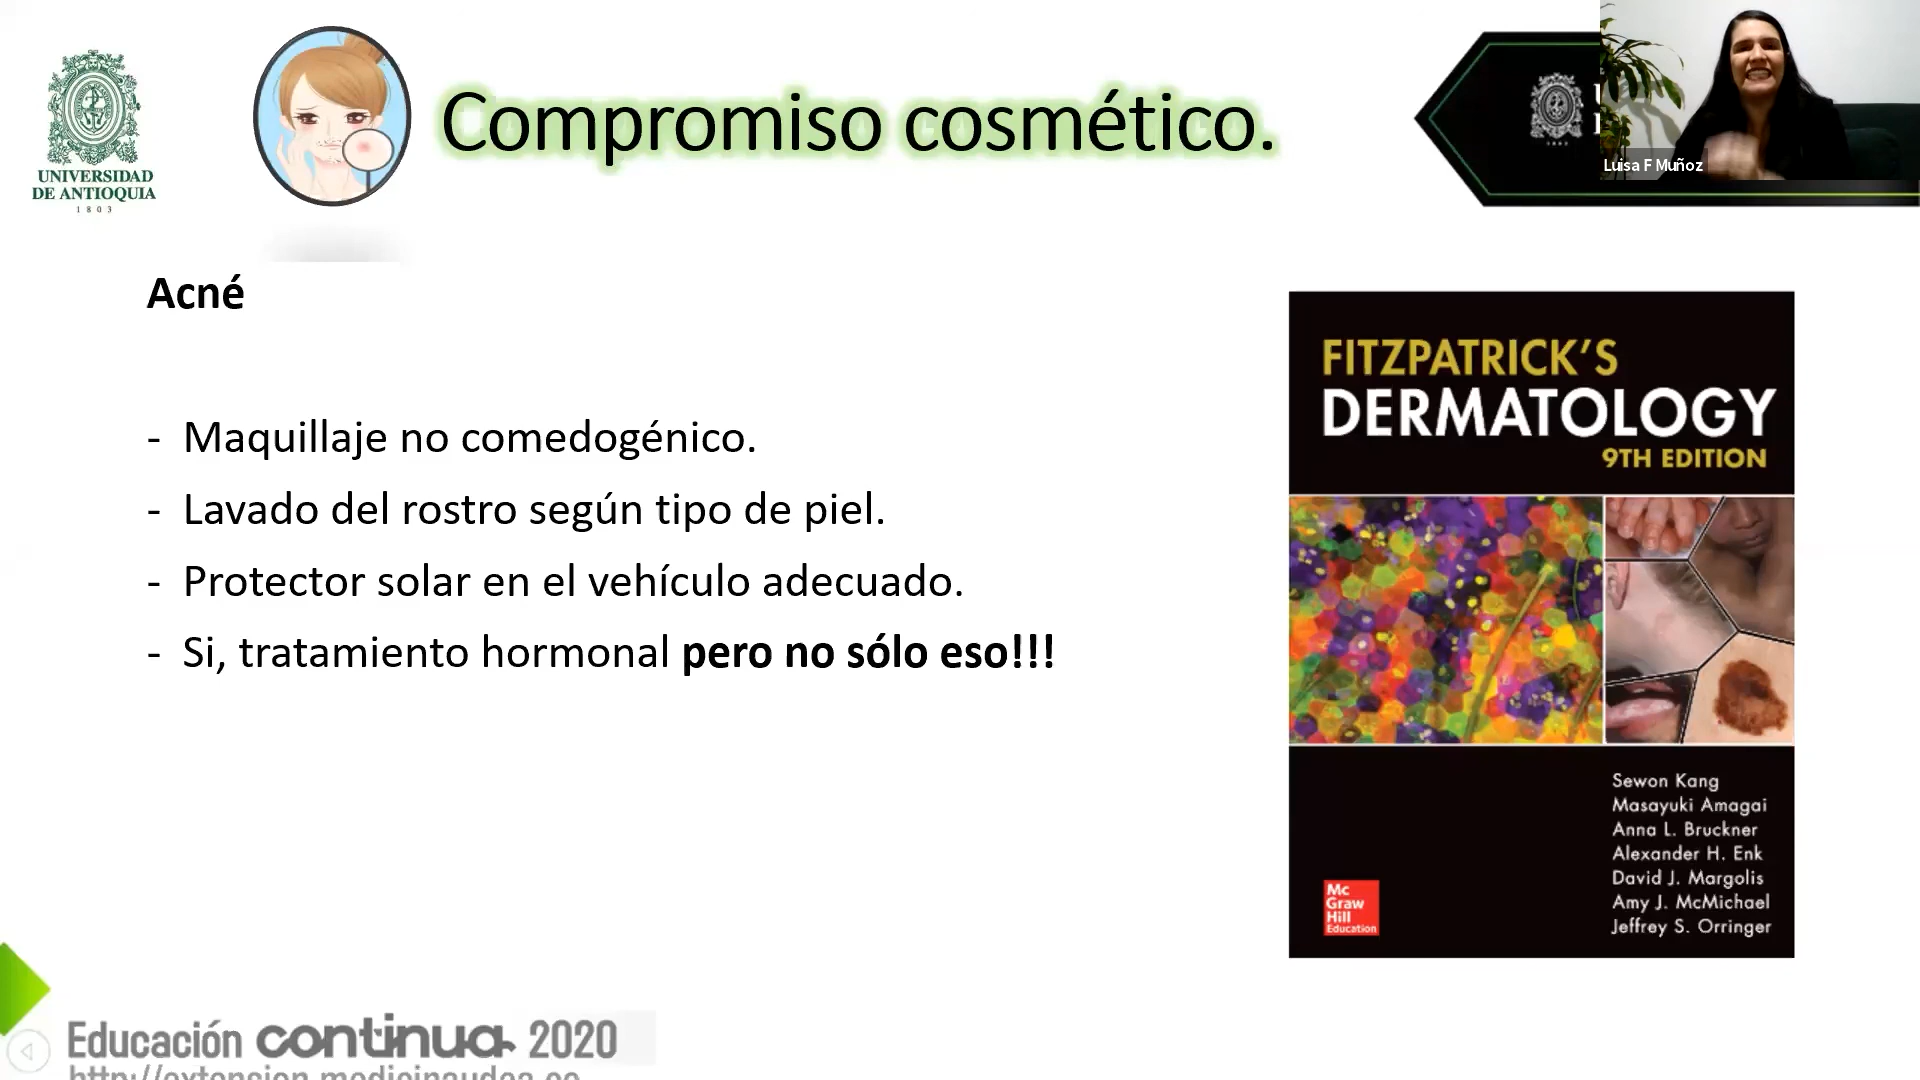 UNIVERSIDAD
DE ANTIOQUIA
1803
Compromiso cosmético.
Luisa F Muñoz
Acné
- Maquillaje no comedogénico.
- Lavado del rostro según tipo de piel.
- Protector solar en el vehículo adecuado.
- Si, tratamiento hormonal pero no sólo eso!!!
FITZPATRICK'S
DERMATOLOGY
9TH EDITION
Sewon Kang
Masayuki Amagai
Anna L. Bruckner
Alexander H. Enk
David J. Margolis
Amy J. McMichael
Jeffrey S. Orringer
Mc
Graw
Hill
Education
Educación continua 2020